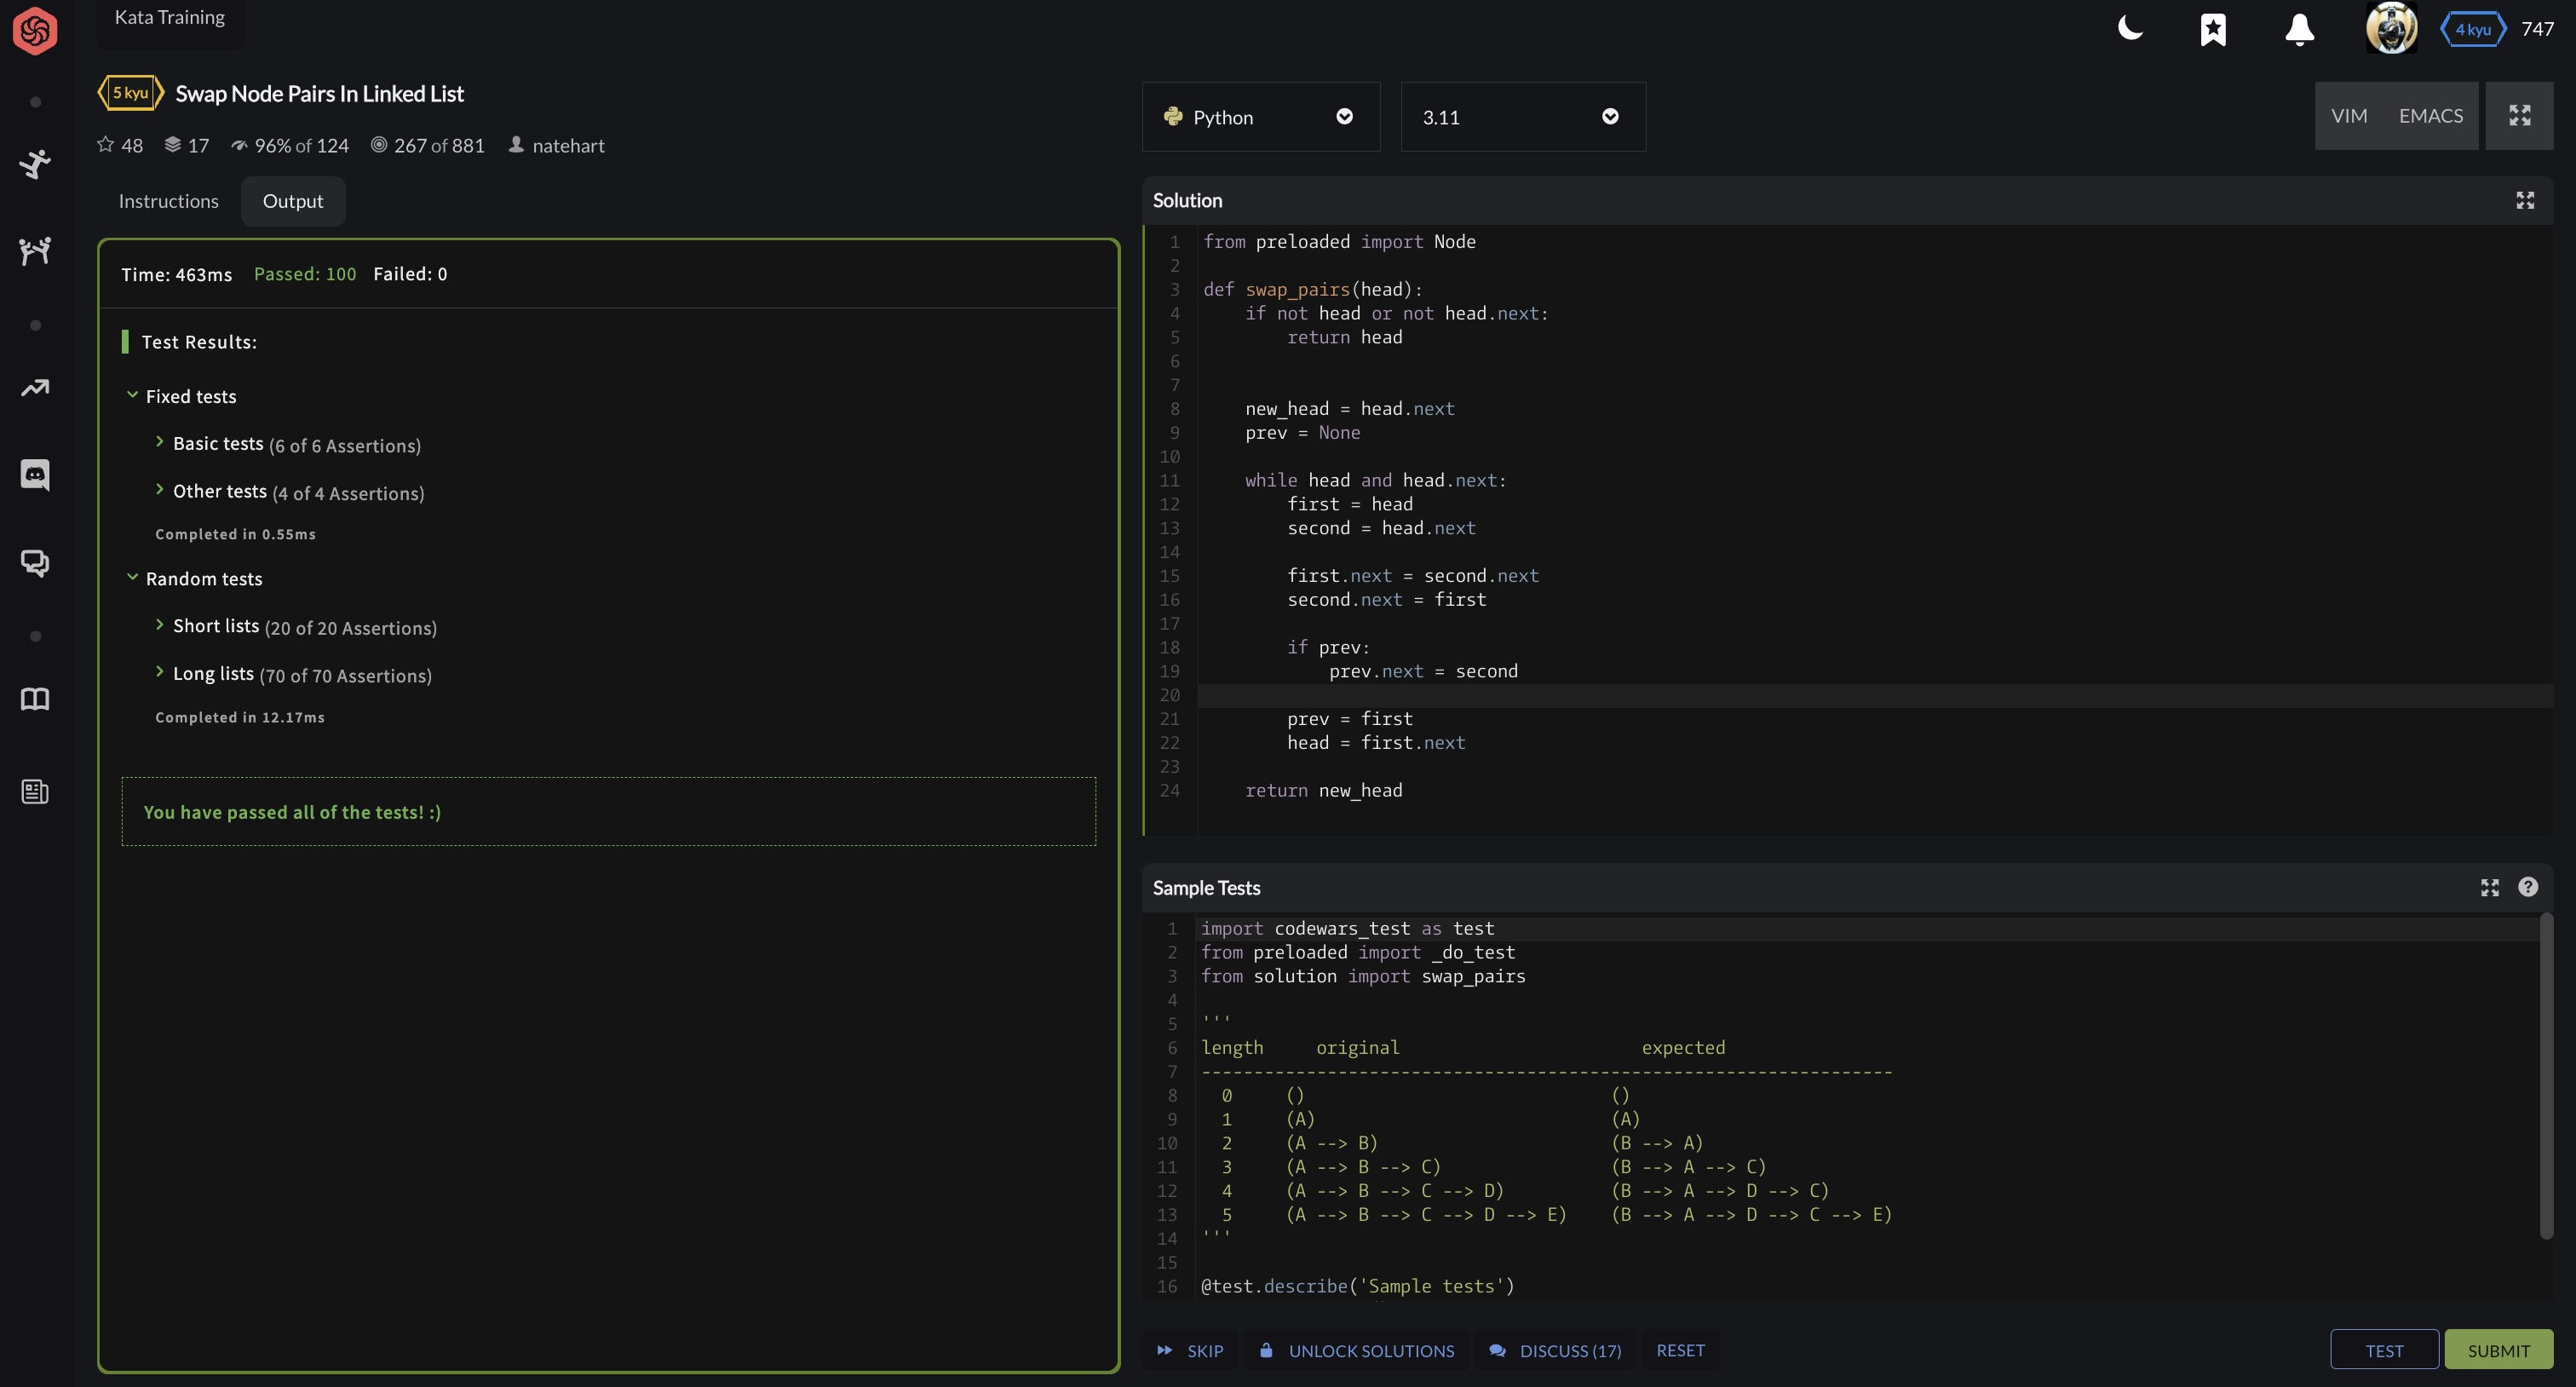 Kata Training
4 kyu 747
5 kyu Swap Node Pairs In Linked List
48 17 96% of 124 267 of 881 natehart
Instructions Output
Time: 463ms Passed: 100 Failed: 0
Test Results:
Fixed tests
Basic tests (6 of 6 Assertions)
Other tests (4 of 4 Assertions)
Completed in 0.55ms
Random tests
Short lists (20 of 20 Assertions)
Long lists (70 of 70 Assertions)
Completed in 12.17ms
You have passed all of the tests! :)
Python 3.11 VIM EMACS
Solution
1 from preloaded import Node
2
3 def swap_pairs(head):
4     if not head or not head.next:
5         return head
6
7
8     new_head = head.next
9     prev = None
10
11     while head and head.next:
12         first = head
13         second = head.next
14
15         first.next = second.next
16         second.next = first
17
18         if prev:
19             prev.next = second
20
21         prev = first
22         head = first.next
23
24     return new_head
Sample Tests
1 import codewars_test as test
2 from preloaded import _do_test
3 from solution import swap_pairs
4
5 '''
6 length     original                       expected
7 ------------------------------------------------------------------
8   0     ()                             ()
9   1     (A)                            (A)
10   2     (A --> B)                      (B --> A)
11   3     (A --> B --> C)                (B --> A --> C)
12   4     (A --> B --> C --> D)          (B --> A --> D --> C)
13   5     (A --> B --> C --> D --> E)    (B --> A --> D --> C --> E)
14 '''
15
16 @test.describe('Sample tests')
SKIP UNLOCK SOLUTIONS DISCUSS (17) RESET TEST SUBMIT